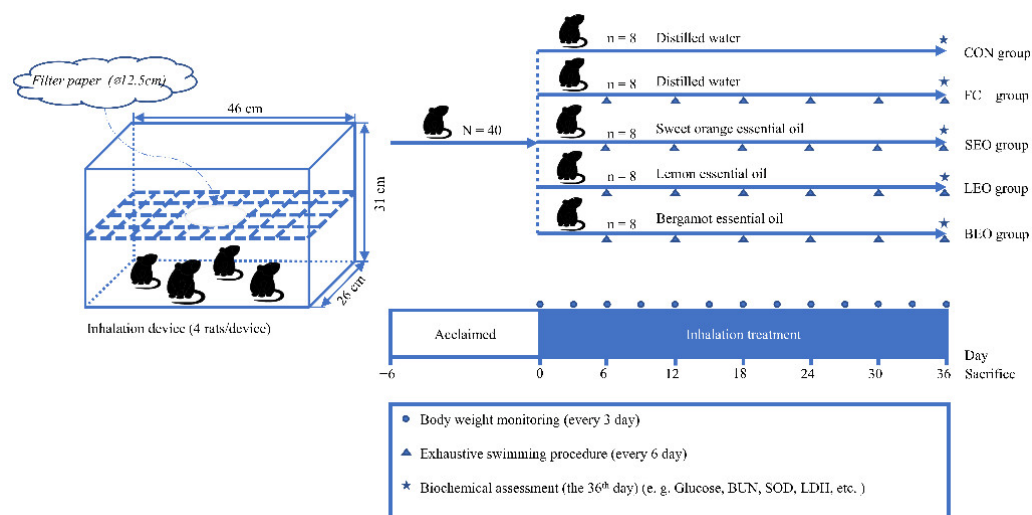 Filter paper (ø12.5cm)
46 cm
31 cm
26 cm
Inhalation device (4 rats/device)
N = 40
n = 8 Distilled water
CON group
n = 8 Distilled water
FC group
n = 8 Sweet orange essential oil
SEO group
n = 8 Lemon essential oil
LEO group
n = 8 Bergamot essential oil
BEO group
Acclaimed
Inhalation treatment
−6 0 6 12 18 24 30 36
Day
Sacrifice
Body weight monitoring (every 3 day)
Exhaustive swimming procedure (every 6 day)
Biochemical assessment (the 36th day) (e. g. Glucose, BUN, SOD, LDH, etc. )